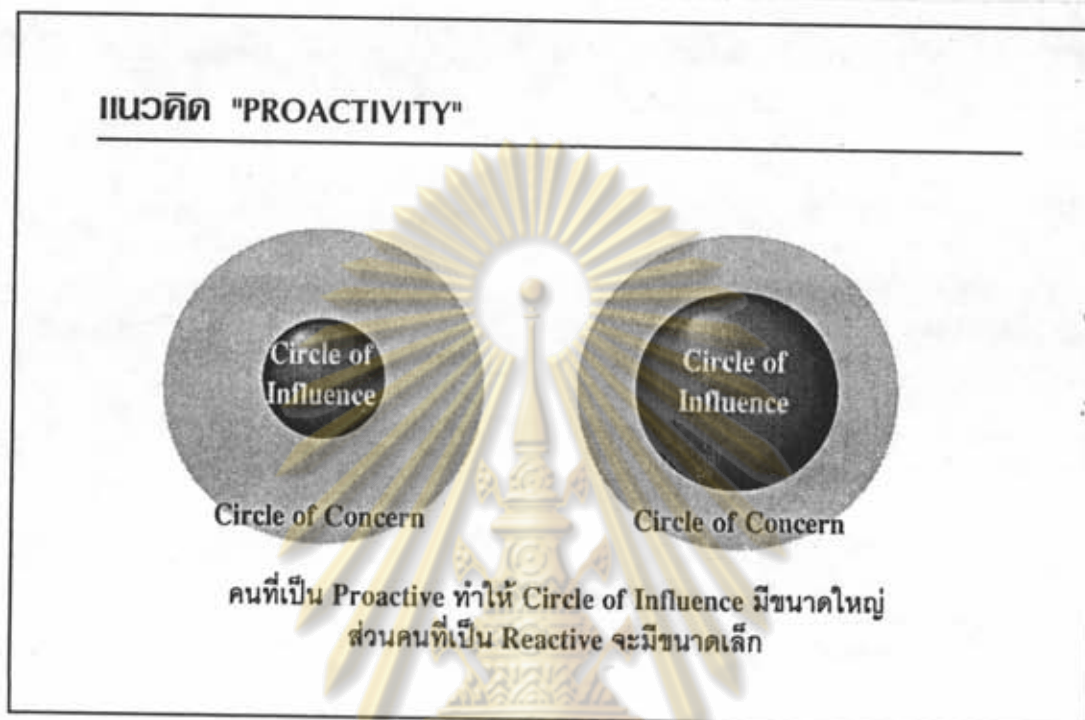 แนวคิด "PROACTIVITY"
Circle of
Influence
Circle of Concern
Circle of
Influence
Circle of Concern
คนที่เป็น Proactive ทำให้ Circle of Influence มีขนาดใหญ่
ส่วนคนที่เป็น Reactive จะมีขนาดเล็ก